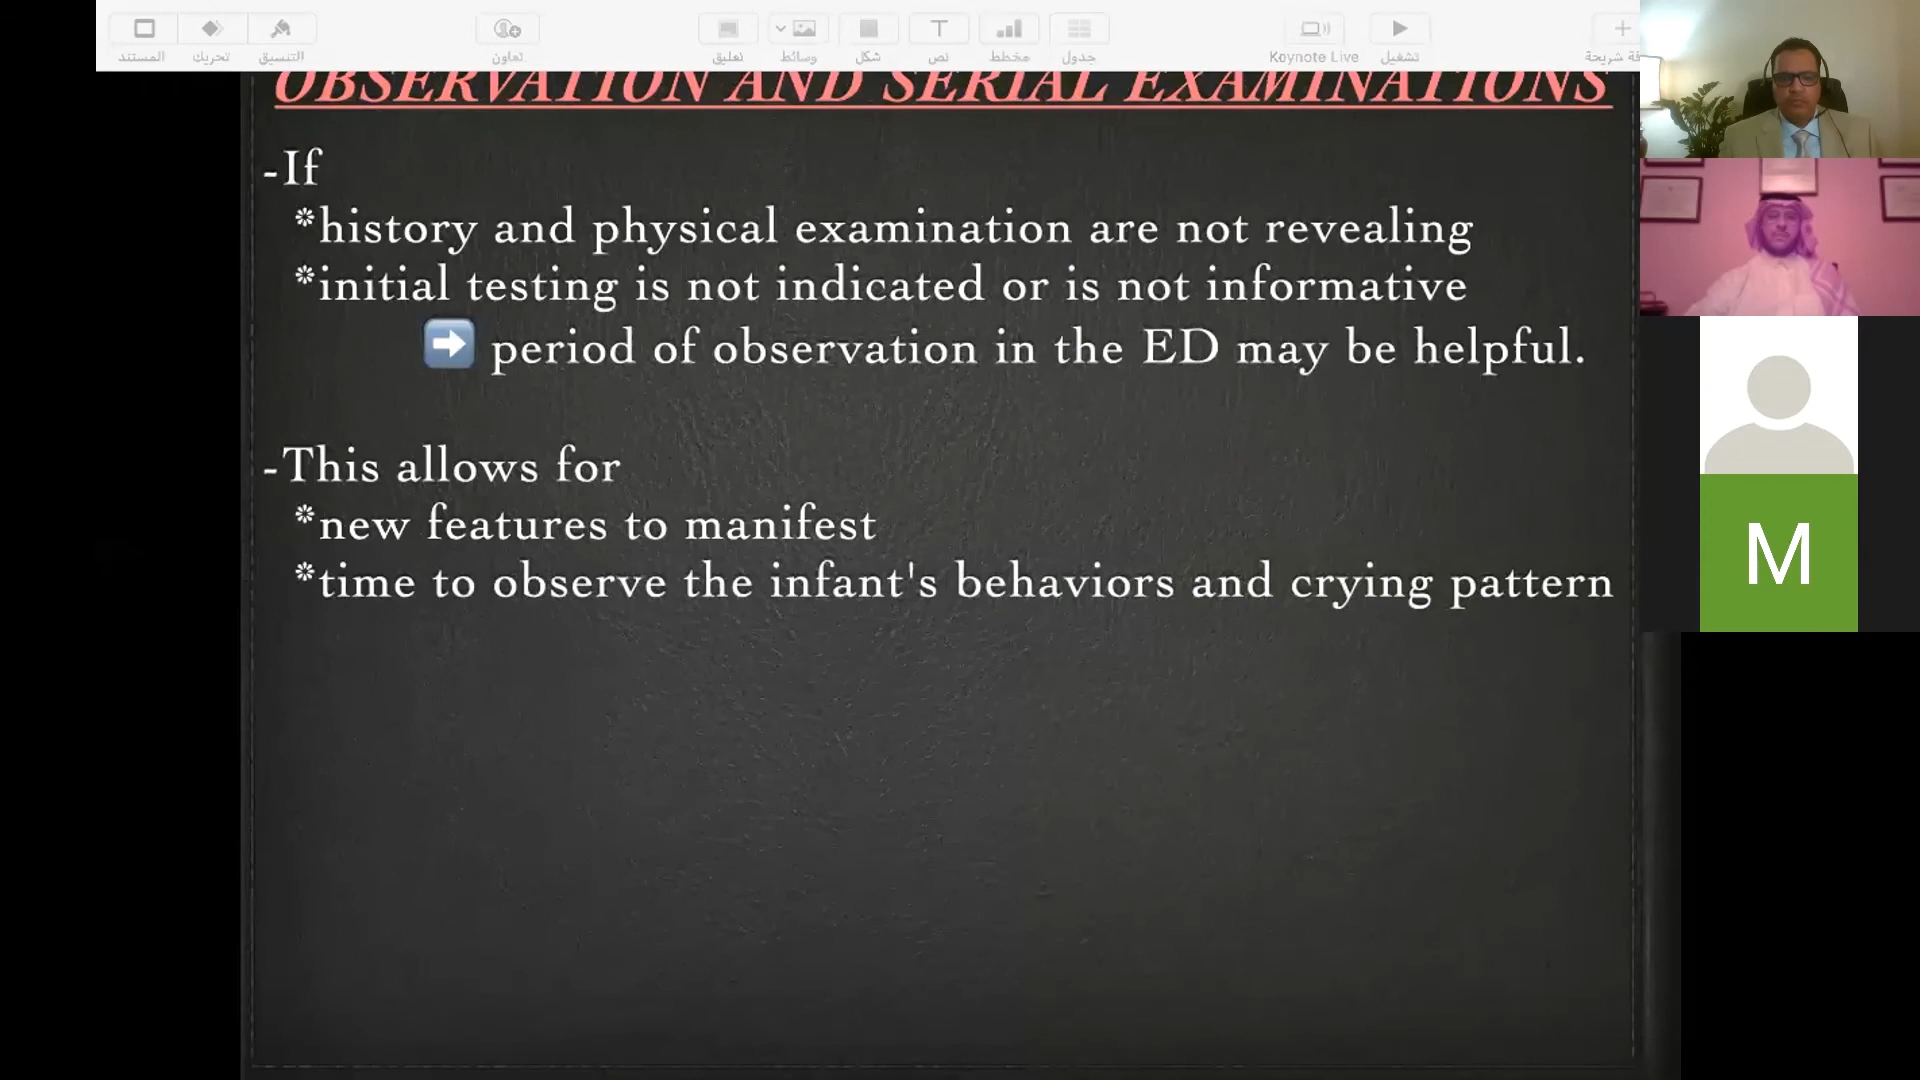 المستند
تحريك
التنسيق
تعاون
تعليق
وسائط
شكل
نص
مخطط
جدول
Keynote Live
تشغيل
شريحة
OBSERVATION AND SERIAL EXAMINATIONS
-If
*history and physical examination are not revealing
*initial testing is not indicated or is not informative
➡ period of observation in the ED may be helpful.
-This allows for
*new features to manifest
*time to observe the infant's behaviors and crying pattern
M